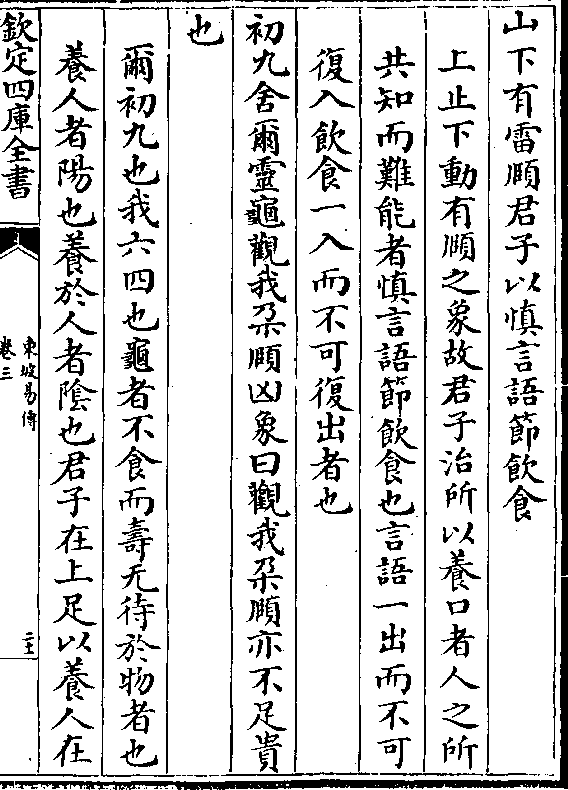 山下有雷頤君子以慎言語節飲食
上止下動有頤之象故君子治所以養口者人之所
共知而難能者慎言語節飲食也言語一出而不可
復入飲食一入而不可復出者也
初九舍爾靈龜觀我朶頤凶象曰觀我朶頤亦不足貴
也
爾初九也我六四也龜者不食而壽无待於物者也
養人者陽也養於人者陰也君子在上足以養人在
欽定四庫全書
東坡易傳
卷三